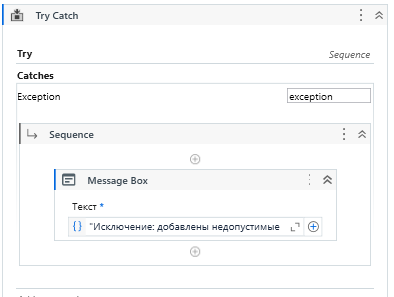 Try Catch
Try Sequence
Catches
Exception exception
Sequence
Message Box
Текст *
{} "Исключение: добавлены недопустимые